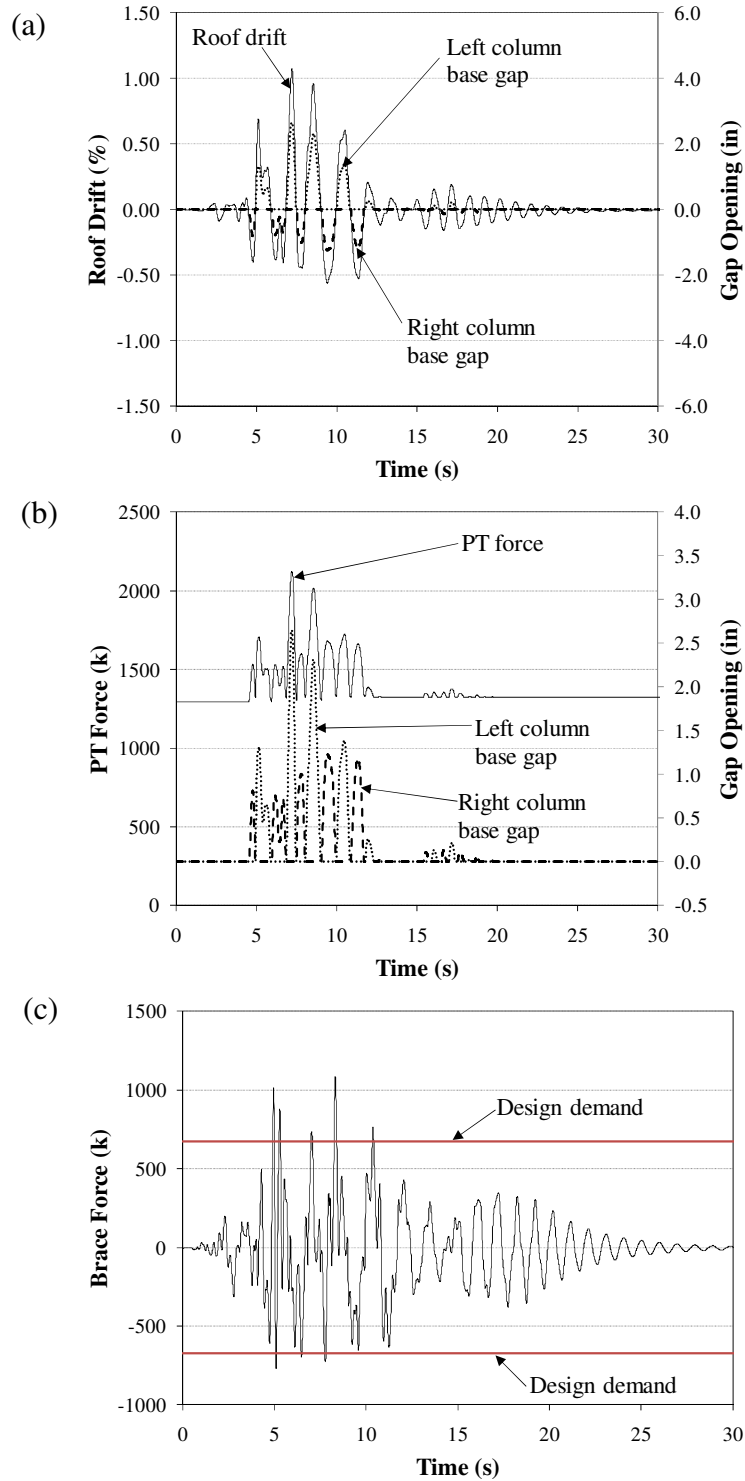 (a)
1.50
1.00
0.50
0.00
-0.50
-1.00
-1.50
Roof Drift (%)
6.0
4.0
2.0
0.0
-2.0
-4.0
-6.0
Gap Opening (in)
Roof drift
Left column
base gap
Right column
base gap
0 5 10 15 20 25 30
Time (s)
(b)
2500
2000
1500
1000
500
0
PT Force (k)
4.0
3.5
3.0
2.5
2.0
1.5
1.0
0.5
0.0
-0.5
Gap Opening (in)
PT force
Left column
base gap
Right column
base gap
0 5 10 15 20 25 30
Time (s)
(c)
1500
1000
500
0
-500
-1000
Brace Force (k)
Design demand
Design demand
0 5 10 15 20 25 30
Time (s)